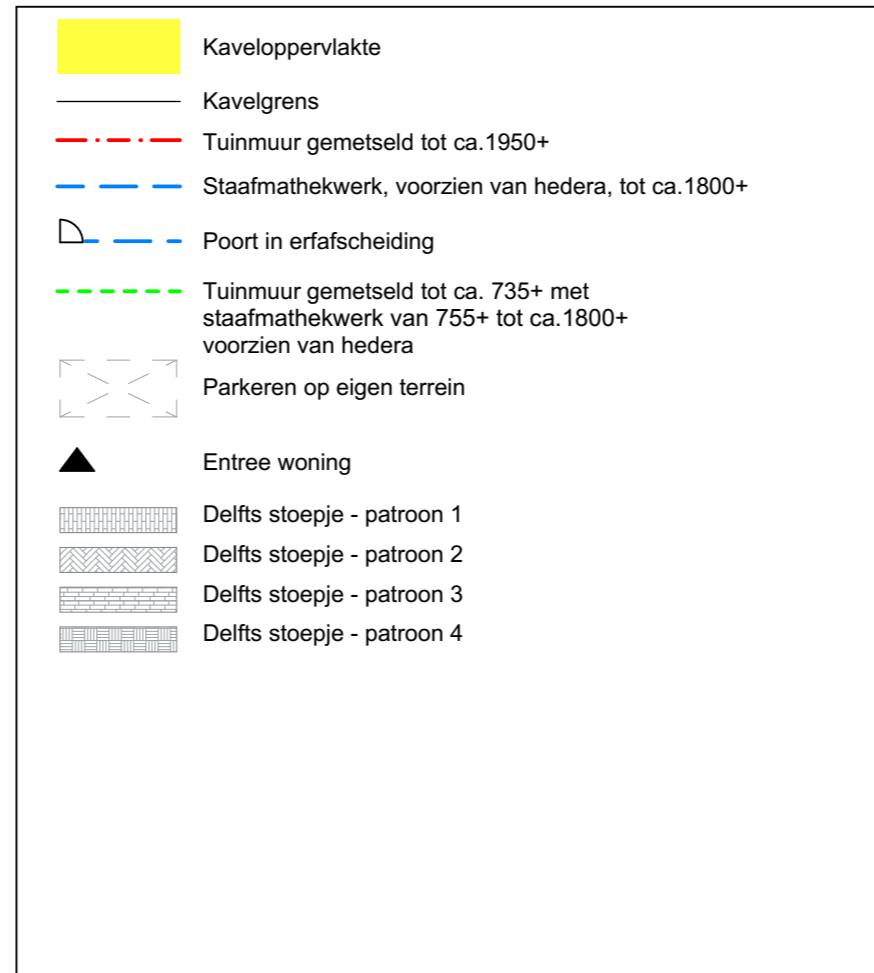 Kaveloppervlakte
Kavelgrens
Tuinmuur gemetseld tot ca.1950+
Staafmathekwerk, voorzien van hedera, tot ca.1800+
Poort in erfafscheiding
Tuinmuur gemetseld tot ca. 735+ met
staafmathekwerk van 755+ tot ca.1800+
voorzien van hedera
Parkeren op eigen terrein
Entree woning
Delfts stoepje - patroon 1
Delfts stoepje - patroon 2
Delfts stoepje - patroon 3
Delfts stoepje - patroon 4